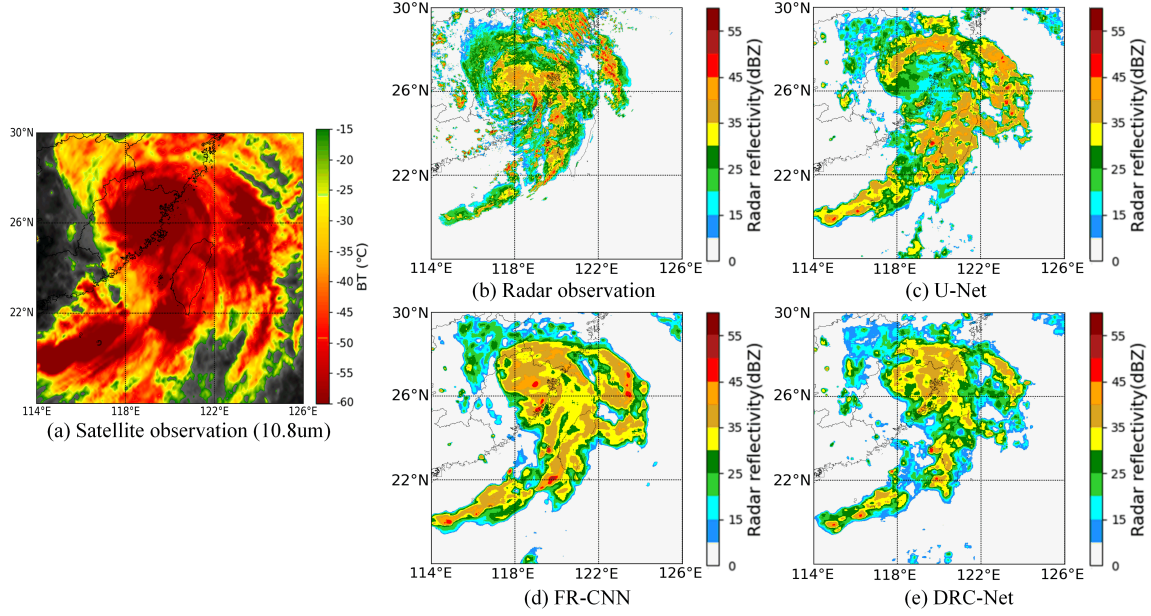 30°N
26°N
22°N
114°E 118°E 122°E 126°E
55
45
35
25
15
0
Radar reflectivity(dBZ)
(b) Radar observation
30°N
26°N
22°N
114°E 118°E 122°E 126°E
55
45
35
25
15
0
Radar reflectivity(dBZ)
(c) U-Net
30°N
26°N
22°N
114°E 118°E 122°E 126°E
-15
-20
-25
-30
-35
-40
-45
-50
-55
-60
BT (℃)
(a) Satellite observation (10.8um)
30°N
26°N
22°N
114°E 118°E 122°E 126°E
55
45
35
25
15
0
Radar reflectivity(dBZ)
(d) FR-CNN
30°N
26°N
22°N
114°E 118°E 122°E 126°E
55
45
35
25
15
0
Radar reflectivity(dBZ)
(e) DRC-Net